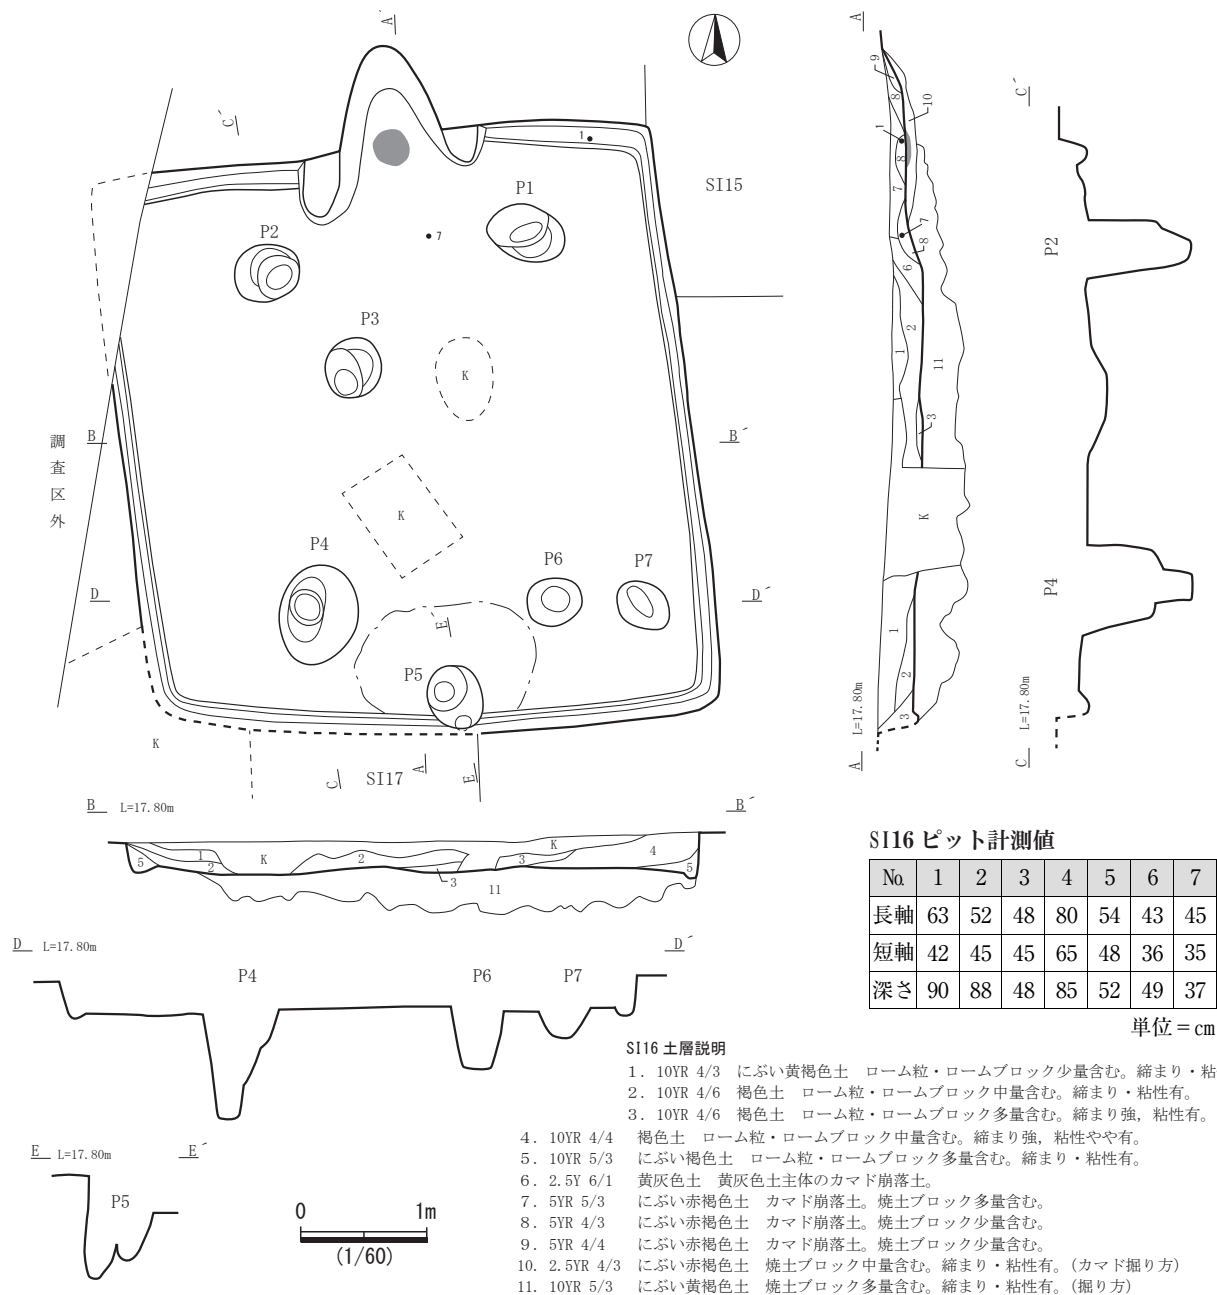 A´
C´
1
SI15
P1
P2
7
P3
K
調査区外
B
B´
K
P4
P6
P7
D
D´
E´
P5
K
C
SI17
A
E
A´
9
8
10
1
8
7
7
8
6
2
1
11
3
K
1
2
3
L=17.80m
A
C´
P2
P4
L=17.80m
C
B L=17.80m
B´
5
1
2
K
2
3
3
K
4
5
11
D L=17.80m
D´
P4
P6
P7
E L=17.80m
E´
P5
0 1m
(1/60)
SI16 ピット計測値
№ 1 2 3 4 5 6 7
長軸 63 52 48 80 54 43 45
短軸 42 45 45 65 48 36 35
深さ 90 88 48 85 52 49 37
単位＝㎝
SI16 土層説明
1. 10YR 4/3 にぶい黄褐色土 ローム粒・ロームブロック少量含む。締まり・粘
2. 10YR 4/6 褐色土 ローム粒・ロームブロック中量含む。締まり・粘性有。
3. 10YR 4/6 褐色土 ローム粒・ロームブロック多量含む。締まり強，粘性有。
4. 10YR 4/4 褐色土 ローム粒・ロームブロック中量含む。締まり強，粘性やや有。
5. 10YR 5/3 にぶい褐色土 ローム粒・ロームブロック多量含む。締まり・粘性有。
6. 2.5Y 6/1 黄灰色土 黄灰色土主体のカマド崩落土。
7. 5YR 5/3 にぶい赤褐色土 カマド崩落土。焼土ブロック多量含む。
8. 5YR 4/3 にぶい赤褐色土 カマド崩落土。焼土ブロック少量含む。
9. 5YR 4/4 にぶい赤褐色土 カマド崩落土。焼土ブロック少量含む。
10. 2.5YR 4/3 にぶい赤褐色土 焼土ブロック中量含む。締まり・粘性有。(カマド掘り方)
11. 10YR 5/3 にぶい黄褐色土 焼土ブロック多量含む。締まり・粘性有。(掘り方)